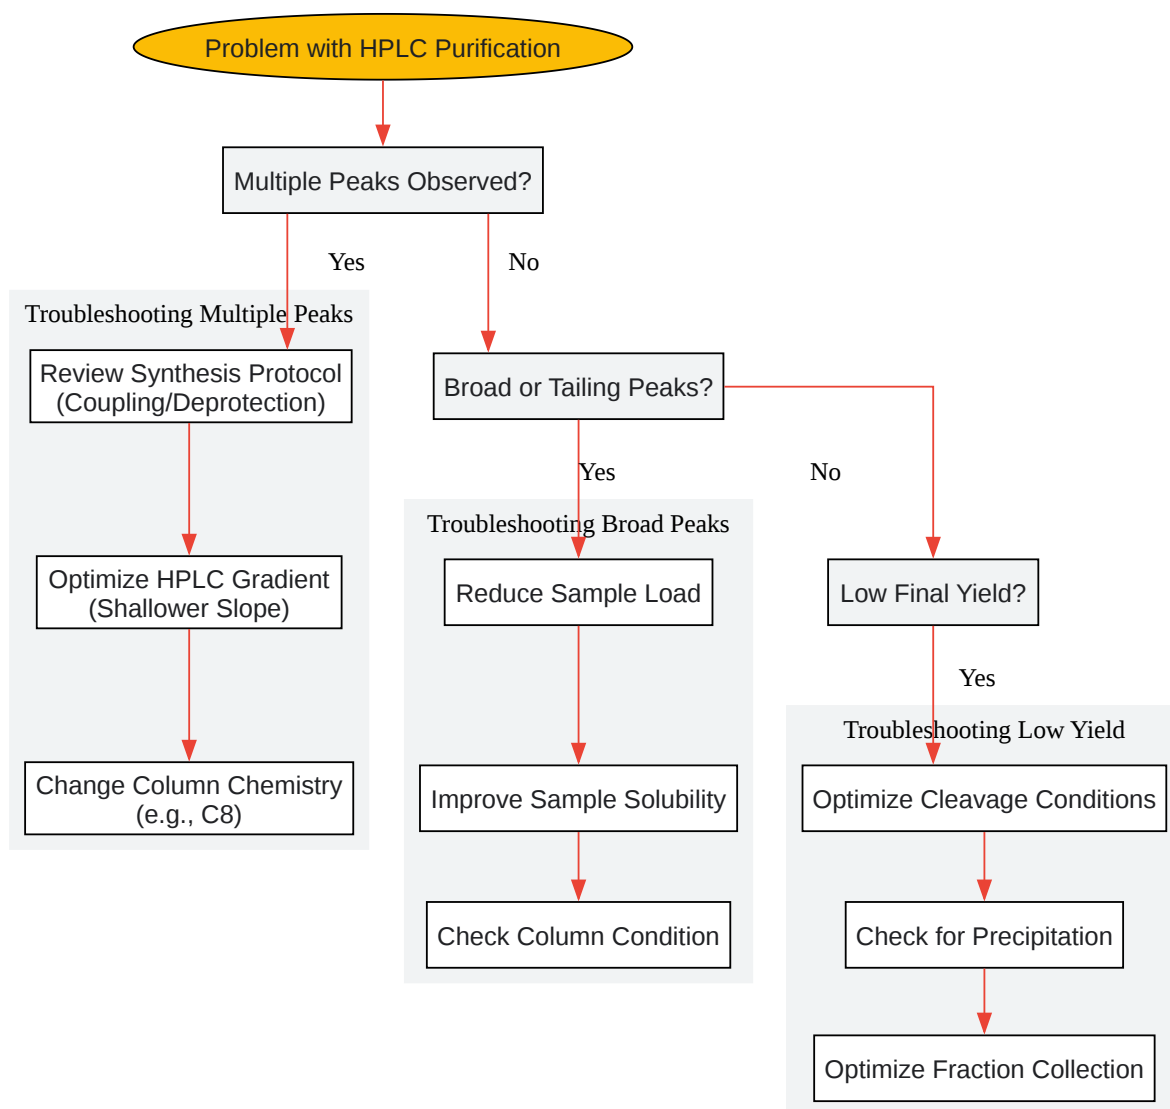 Problem with HPLC Purification
Multiple Peaks Observed?
Yes
No
Troubleshooting Multiple Peaks
Review Synthesis Protocol
(Coupling/Deprotection)
Optimize HPLC Gradient
(Shallower Slope)
Change Column Chemistry
(e.g., C8)
Broad or Tailing Peaks?
Yes
No
Troubleshooting Broad Peaks
Reduce Sample Load
Improve Sample Solubility
Check Column Condition
Low Final Yield?
Yes
Troubleshooting Low Yield
Optimize Cleavage Conditions
Check for Precipitation
Optimize Fraction Collection